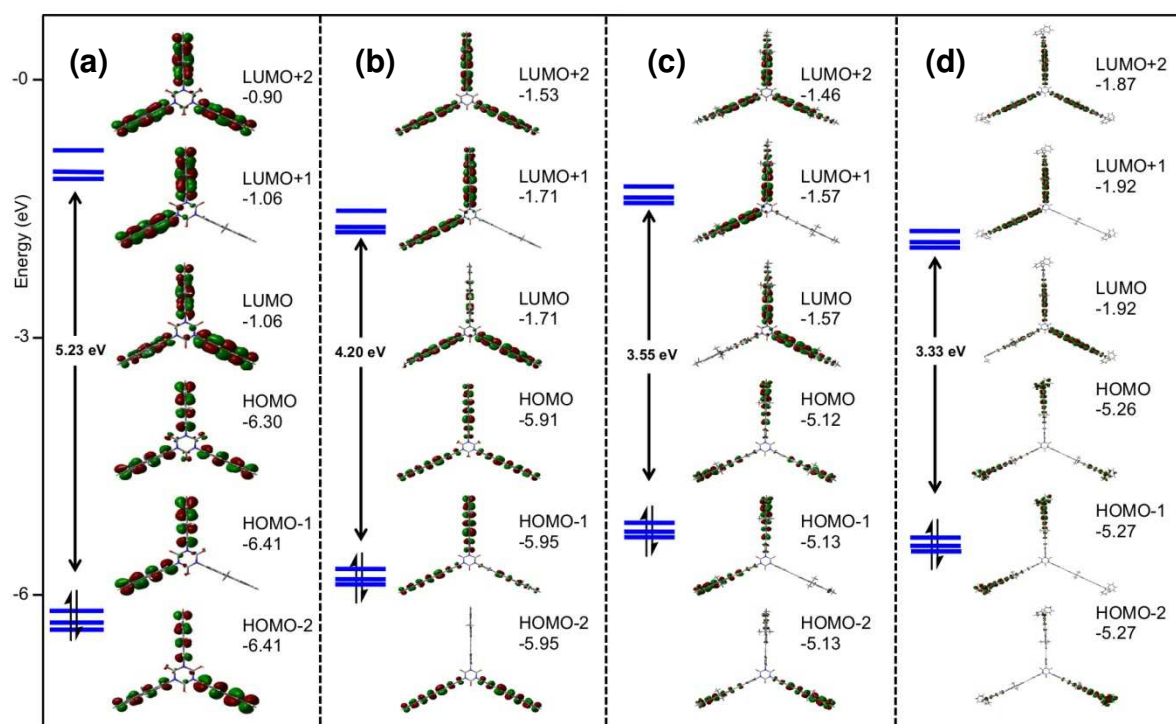 (a)
LUMO+2
-0.90
LUMO+1
-1.06
LUMO
-1.06
5.23 eV
HOMO
-6.30
HOMO-1
-6.41
HOMO-2
-6.41
(b)
LUMO+2
-1.53
LUMO+1
-1.71
LUMO
-1.71
4.20 eV
HOMO
-5.91
HOMO-1
-5.95
HOMO-2
-5.95
(c)
LUMO+2
-1.46
LUMO+1
-1.57
LUMO
-1.57
3.55 eV
HOMO
-5.12
HOMO-1
-5.13
HOMO-2
-5.13
(d)
LUMO+2
-1.87
LUMO+1
-1.92
LUMO
-1.92
3.33 eV
HOMO
-5.26
HOMO-1
-5.27
HOMO-2
-5.27
Energy (eV)
-0
-3
-6